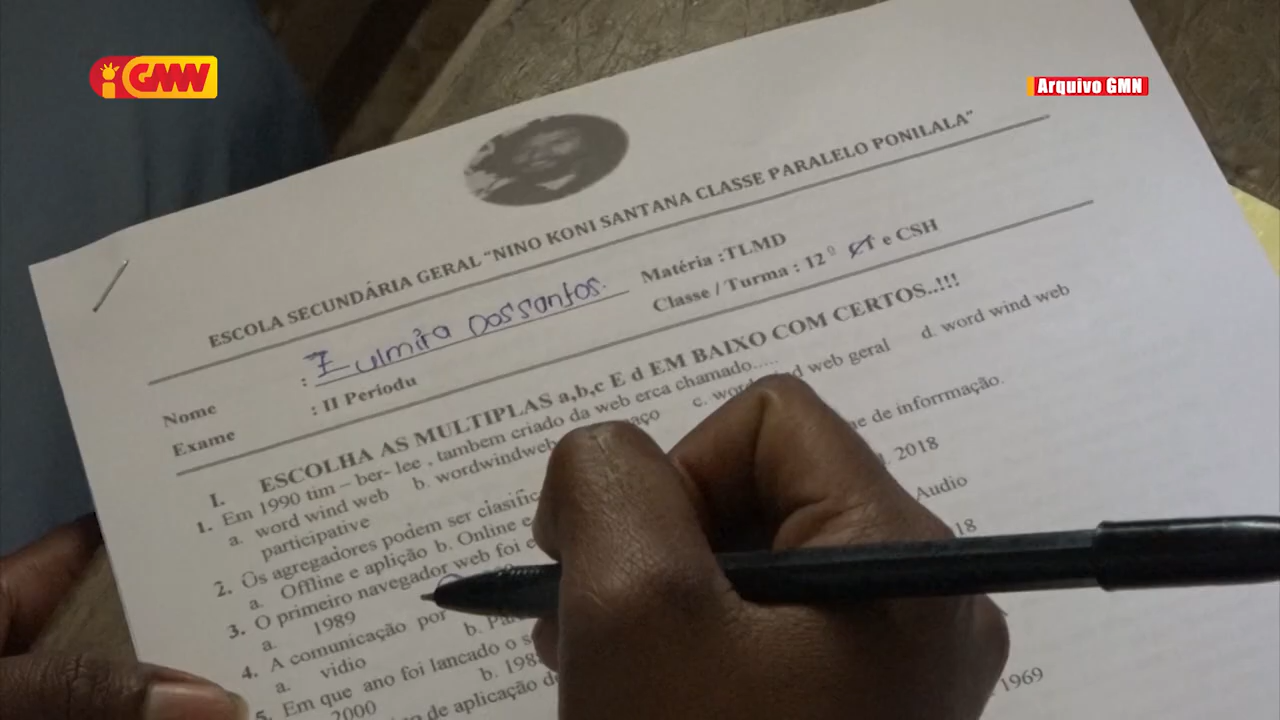 GMN
Arquivo GMN
ESCOLA SECUNDÁRIA GERAL "NINO KONI SANTANA CLASSE PARALELO PONILALA"
Nome : Zulmira Dos santos. Matéria :TLMD
Exame : II Periodu Classe / Turma : 12º CT e CSH
I. ESCOLHA AS MULTIPLAS a,b,c E d EM BAIXO COM CERTOS..!!!
1. Em 1990 tim – ber- lee , tambem criado da web erca chamado.....
a. word wind web b. wordwindweb c. web geral d. word wind web
participative
2. Os agregadores podem ser de inforrmação.
a. Offline e aplição b. Online e
3. O primeiro navegador web foi
a. 1989 2018
4. A comunicação por
a. vidio b. Audio
5. Em que ano foi lancado o 18
2000 b.
de aplicação
1969